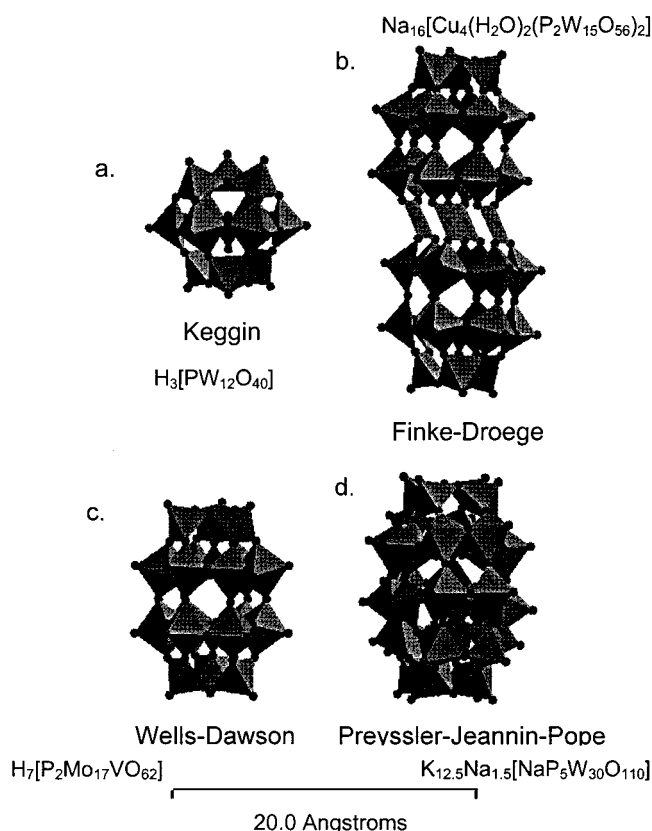 Na₁₆[Cu₄(H₂O)₂(P₂W₁₅O₅₆)₂]
b.
a.
Keggin
H₃[PW₁₂O₄₀]
Finke-Droege
c.
d.
Wells-Dawson
Preyssler-Jeannin-Pope
H₇[P₂Mo₁₇VO₆₂]
K₁₂.₅Na₁.₅[NaP₅W₃₀O₁₁₀]
20.0 Angstroms